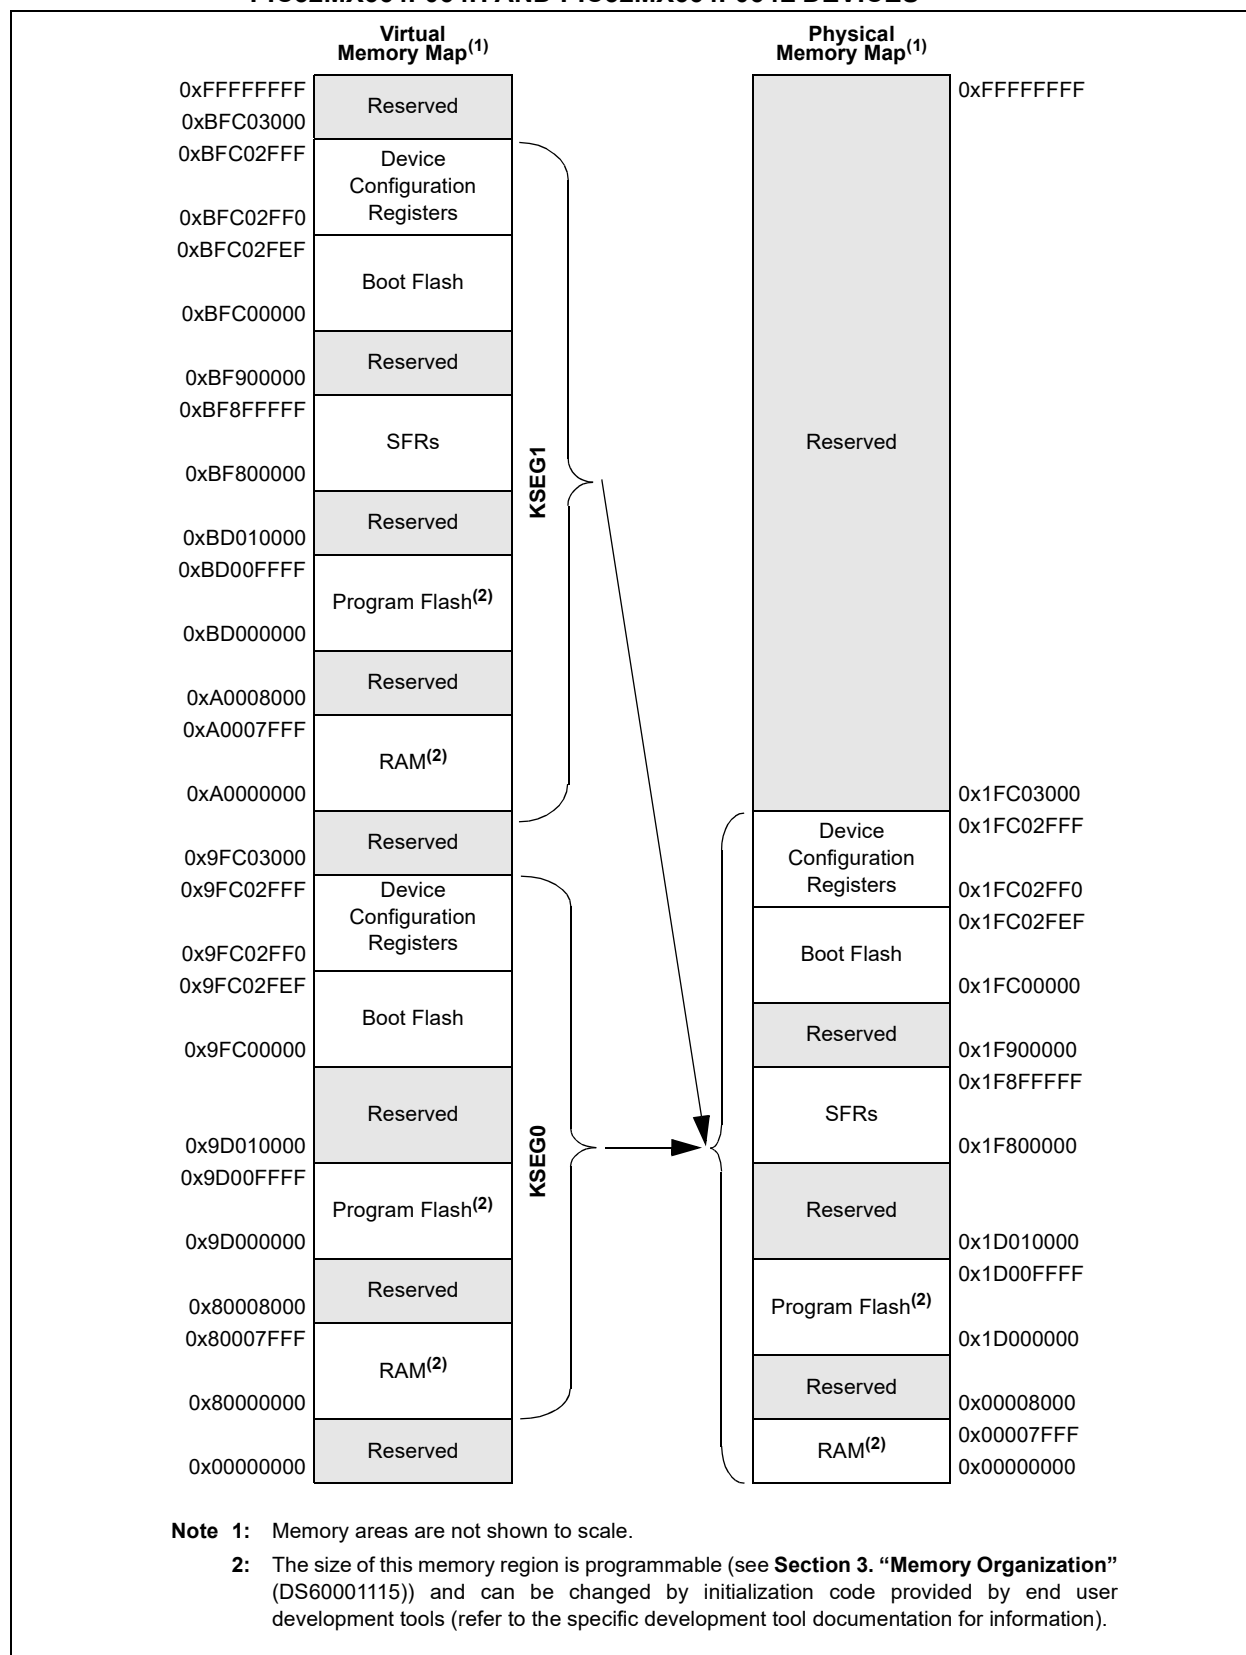 Virtual
Memory Map(1)
Physical
Memory Map(1)
0xFFFFFFFF
Reserved
0xBFC03000
0xBFC02FFF
Device
Configuration
Registers
0xBFC02FF0
0xBFC02FEF
Boot Flash
0xBFC00000
Reserved
0xBF900000
0xBF8FFFFF
SFRs
0xBF800000
Reserved
0xBD010000
0xBD00FFFF
Program Flash(2)
0xBD000000
Reserved
0xA0008000
0xA0007FFF
RAM(2)
0xA0000000
Reserved
0x9FC03000
0x9FC02FFF
Device
Configuration
Registers
0x9FC02FF0
0x9FC02FEF
Boot Flash
0x9FC00000
Reserved
0x9D010000
0x9D00FFFF
Program Flash(2)
0x9D000000
Reserved
0x80008000
0x80007FFF
RAM(2)
0x80000000
Reserved
0x00000000
KSEG1
KSEG0
0xFFFFFFFF
Reserved
0x1FC03000
Device
Configuration
Registers
0x1FC02FFF
0x1FC02FF0
0x1FC02FEF
Boot Flash
0x1FC00000
Reserved
0x1F900000
0x1F8FFFFF
SFRs
0x1F800000
Reserved
0x1D010000
0x1D00FFFF
Program Flash(2)
0x1D000000
Reserved
0x00008000
0x00007FFF
RAM(2)
0x00000000
Note 1: Memory areas are not shown to scale.
2: The size of this memory region is programmable (see Section 3. “Memory Organization”
(DS60001115)) and can be changed by initialization code provided by end user
development tools (refer to the specific development tool documentation for information).